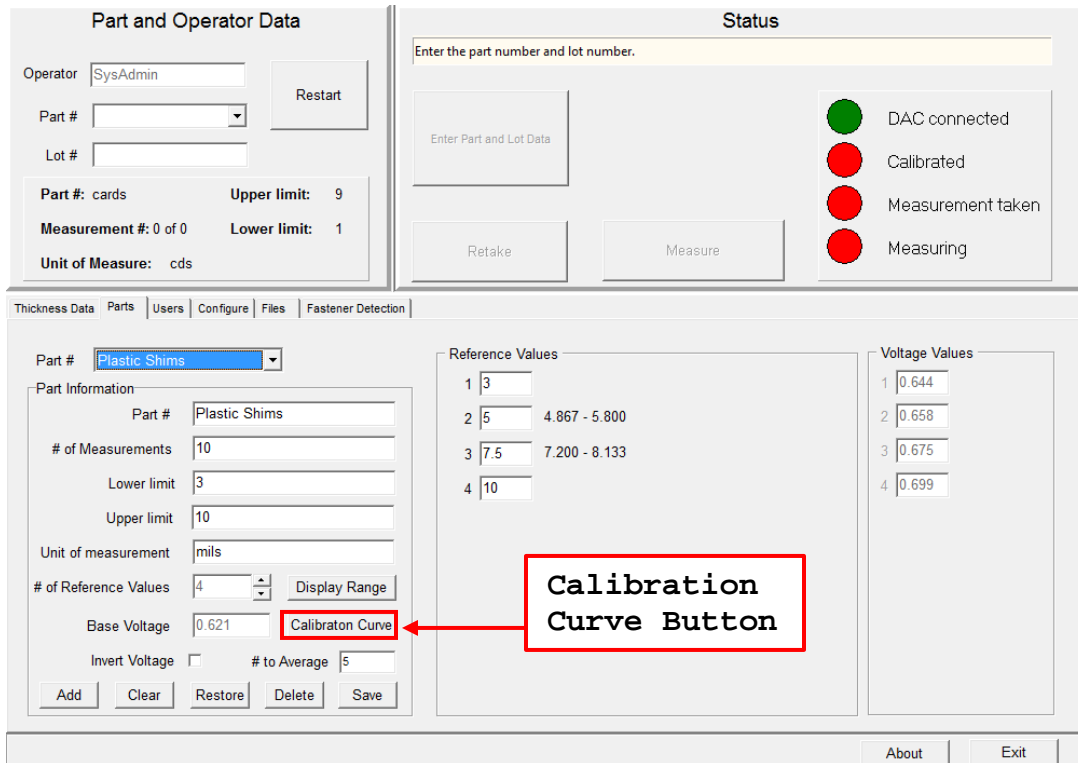 Part and Operator Data
Operator SysAdmin
Restart
Part #
Lot #
Part #: cards Upper limit: 9
Measurement #: 0 of 0 Lower limit: 1
Unit of Measure: cds
Status
Enter the part number and lot number.
Enter Part and Lot Data
Retake
Measure
DAC connected
Calibrated
Measurement taken
Measuring
Thickness Data Parts Users Configure Files Fastener Detection
Part # Plastic Shims
Part Information
Part # Plastic Shims
# of Measurements 10
Lower limit 3
Upper limit 10
Unit of measurement mils
# of Reference Values 4 Display Range
Base Voltage 0.621 Calibraton Curve
Invert Voltage # to Average 5
Add Clear Restore Delete Save
Reference Values
1 3
2 5 4.867 - 5.800
3 7.5 7.200 - 8.133
4 10
Calibration
Curve Button
Voltage Values
1 0.644
2 0.658
3 0.675
4 0.699
About Exit